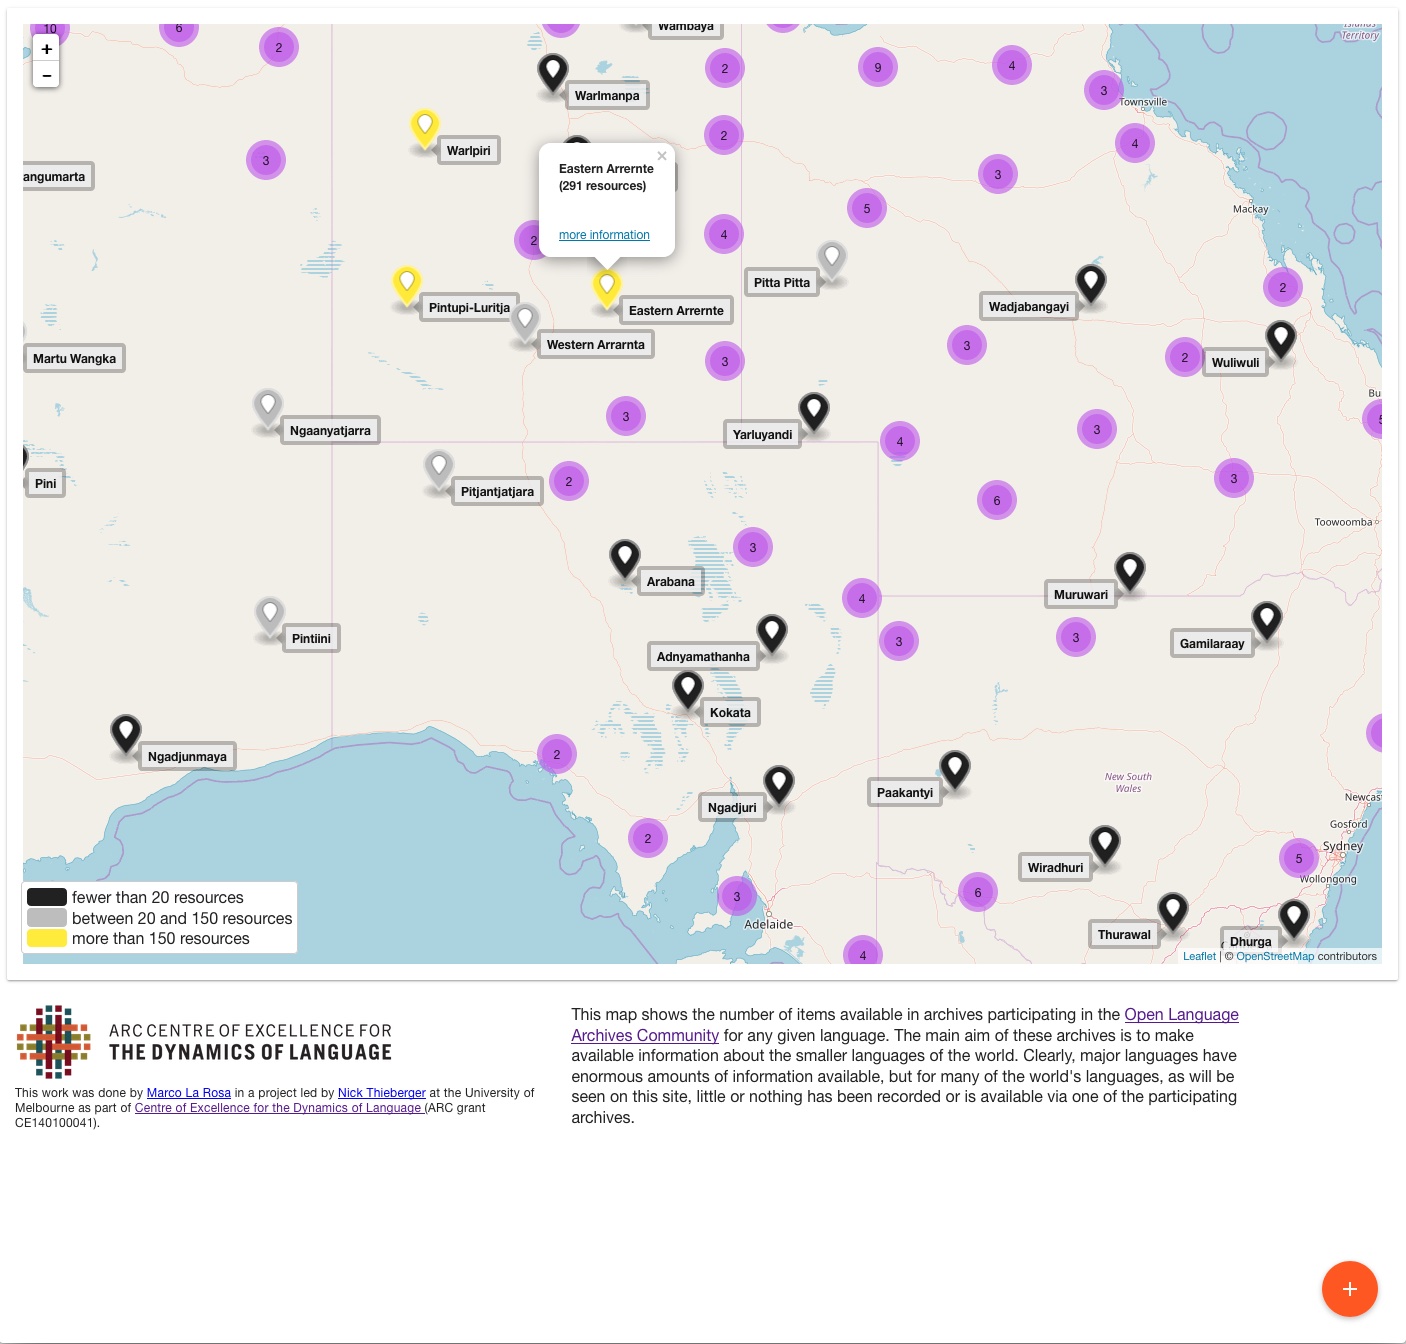 Islands
Territory
10
6
2
Wambaya
+
−
2
9
4
3
Townsville
Warlmanpa
Warlpiri
2
4
3
angumarta
Eastern Arrernte
(291 resources)
×
more information
3
5
Mackay
2
4
Pitta Pitta
Wadjabangayi
2
Pintupi-Luritja
Eastern Arrernte
Western Arrarnta
Martu Wangka
3
3
2
Wuliwuli
Bu
Ngaanyatjarra
3
Yarluyandi
4
3
5
Pini
Pitjantjatjara
2
6
3
Toowoomba
3
Arabana
4
Muruwari
Pintiini
Adnyamathanha
3
3
Gamilaraay
Kokata
Ngadjunmaya
2
Ngadjuri
Paakantyi
New South
Wales
Newcas
Gosford
2
Sydney
5
Wiradhuri
Wollongong
3
6
Adelaide
Thurawal
Dhurga
4
fewer than 20 resources
between 20 and 150 resources
more than 150 resources
Leaflet | © OpenStreetMap contributors
ARC CENTRE OF EXCELLENCE FOR
THE DYNAMICS OF LANGUAGE
This work was done by Marco La Rosa in a project led by Nick Thieberger at the University of
Melbourne as part of Centre of Excellence for the Dynamics of Language (ARC grant
CE140100041).
This map shows the number of items available in archives participating in the Open Language
Archives Community for any given language. The main aim of these archives is to make
available information about the smaller languages of the world. Clearly, major languages have
enormous amounts of information available, but for many of the world's languages, as will be
seen on this site, little or nothing has been recorded or is available via one of the participating
archives.
+